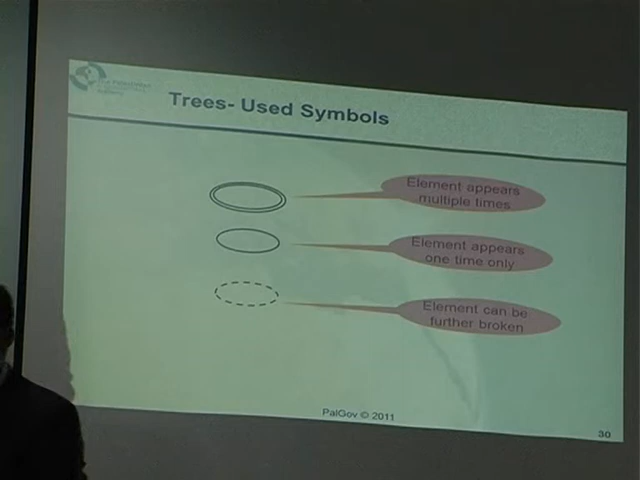 Trees- Used Symbols
Element appears
multiple times
Element appears
one time only
Element can be
further broken
PalGov © 2011
30